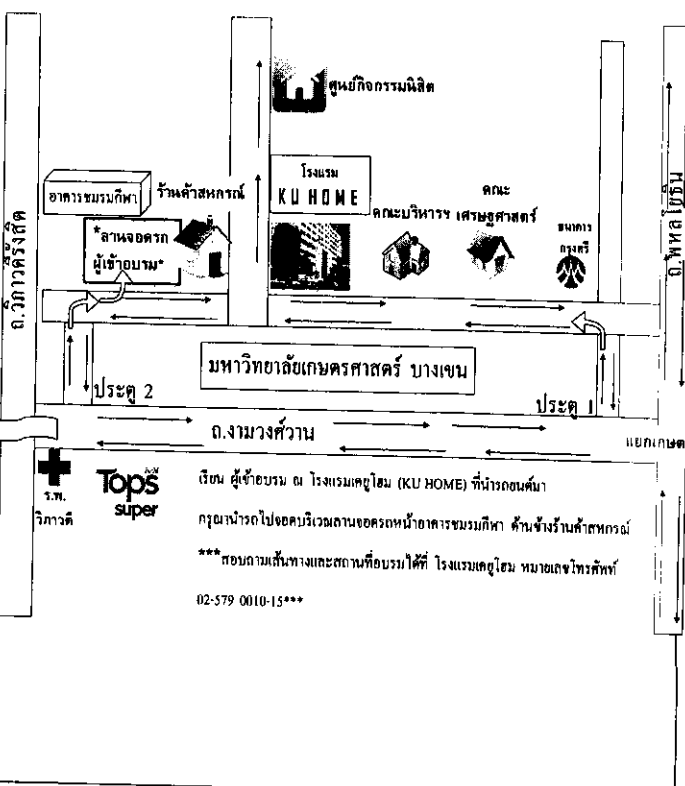 ศูนย์กิจกรรมนิสิต
โรงแรม
KU HOME
อาคารชมรมกีฬา
ร้านค้าสหกรณ์
คณะบริหารฯ
คณะ
เศรษฐศาสตร์
ธนาคาร
กรุงศรี
*ลานจอดรถ
ผู้เข้าอบรม*
ถ.วิภาวดีรังสิต
ถ.พหลโยธิน
มหาวิทยาลัยเกษตรศาสตร์ บางเขน
ประตู 2
ประตู 1
ถ.งามวงศ์วาน
แยกเกษตร
ร.พ.
วิภาวดี
Tops
super
เรียน ผู้เข้าอบรม ณ โรงแรมเคยูโฮม (KU HOME) ที่นำรถยนต์มา
กรุณานำรถไปจอดบริเวณลานจอดรถหน้าอาคารชมรมกีฬา ด้านข้างร้านค้าสหกรณ์
***สอบถามเส้นทางและสถานที่อบรมได้ที่ โรงแรมเคยูโฮม หมายเลขโทรศัพท์
02-579 0010-15***